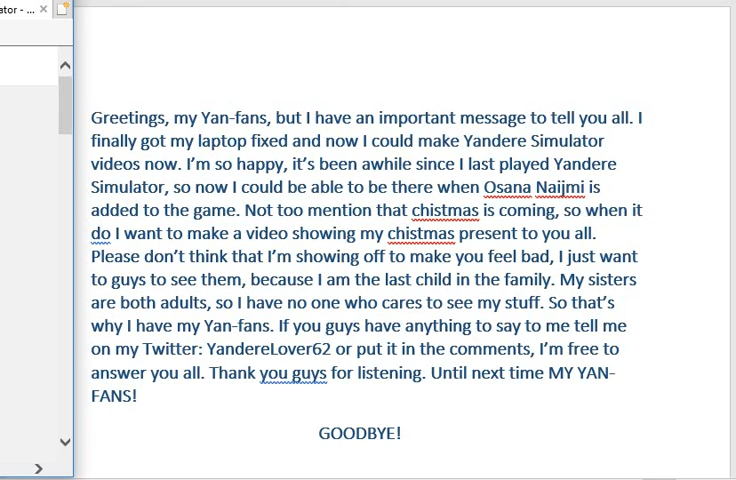 ator - ...
Greetings, my Yan-fans, but I have an important message to tell you all. I
finally got my laptop fixed and now I could make Yandere Simulator
videos now. I'm so happy, it's been awhile since I last played Yandere
Simulator, so now I could be able to be there when Osana Naijmi is
added to the game. Not too mention that chistmas is coming, so when it
do I want to make a video showing my chistmas present to you all.
Please don't think that I'm showing off to make you feel bad, I just want
to guys to see them, because I am the last child in the family. My sisters
are both adults, so I have no one who cares to see my stuff. So that's
why I have my Yan-fans. If you guys have anything to say to me tell me
on my Twitter: YandereLover62 or put it in the comments, I'm free to
answer you all. Thank you guys for listening. Until next time MY YAN-
FANS!
GOODBYE!